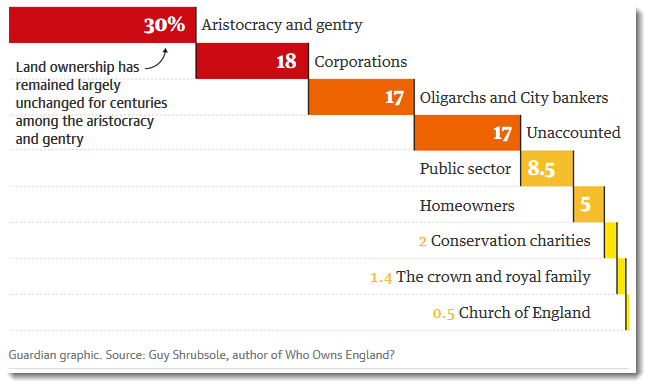 30% Aristocracy and gentry
Land ownership has
remained largely
unchanged for centuries
among the aristocracy
and gentry
18 Corporations
17 Oligarchs and City bankers
17 Unaccounted
Public sector 8.5
Homeowners 5
2 Conservation charities
1.4 The crown and royal family
0.5 Church of England
Guardian graphic. Source: Guy Shrubsole, author of Who Owns England?